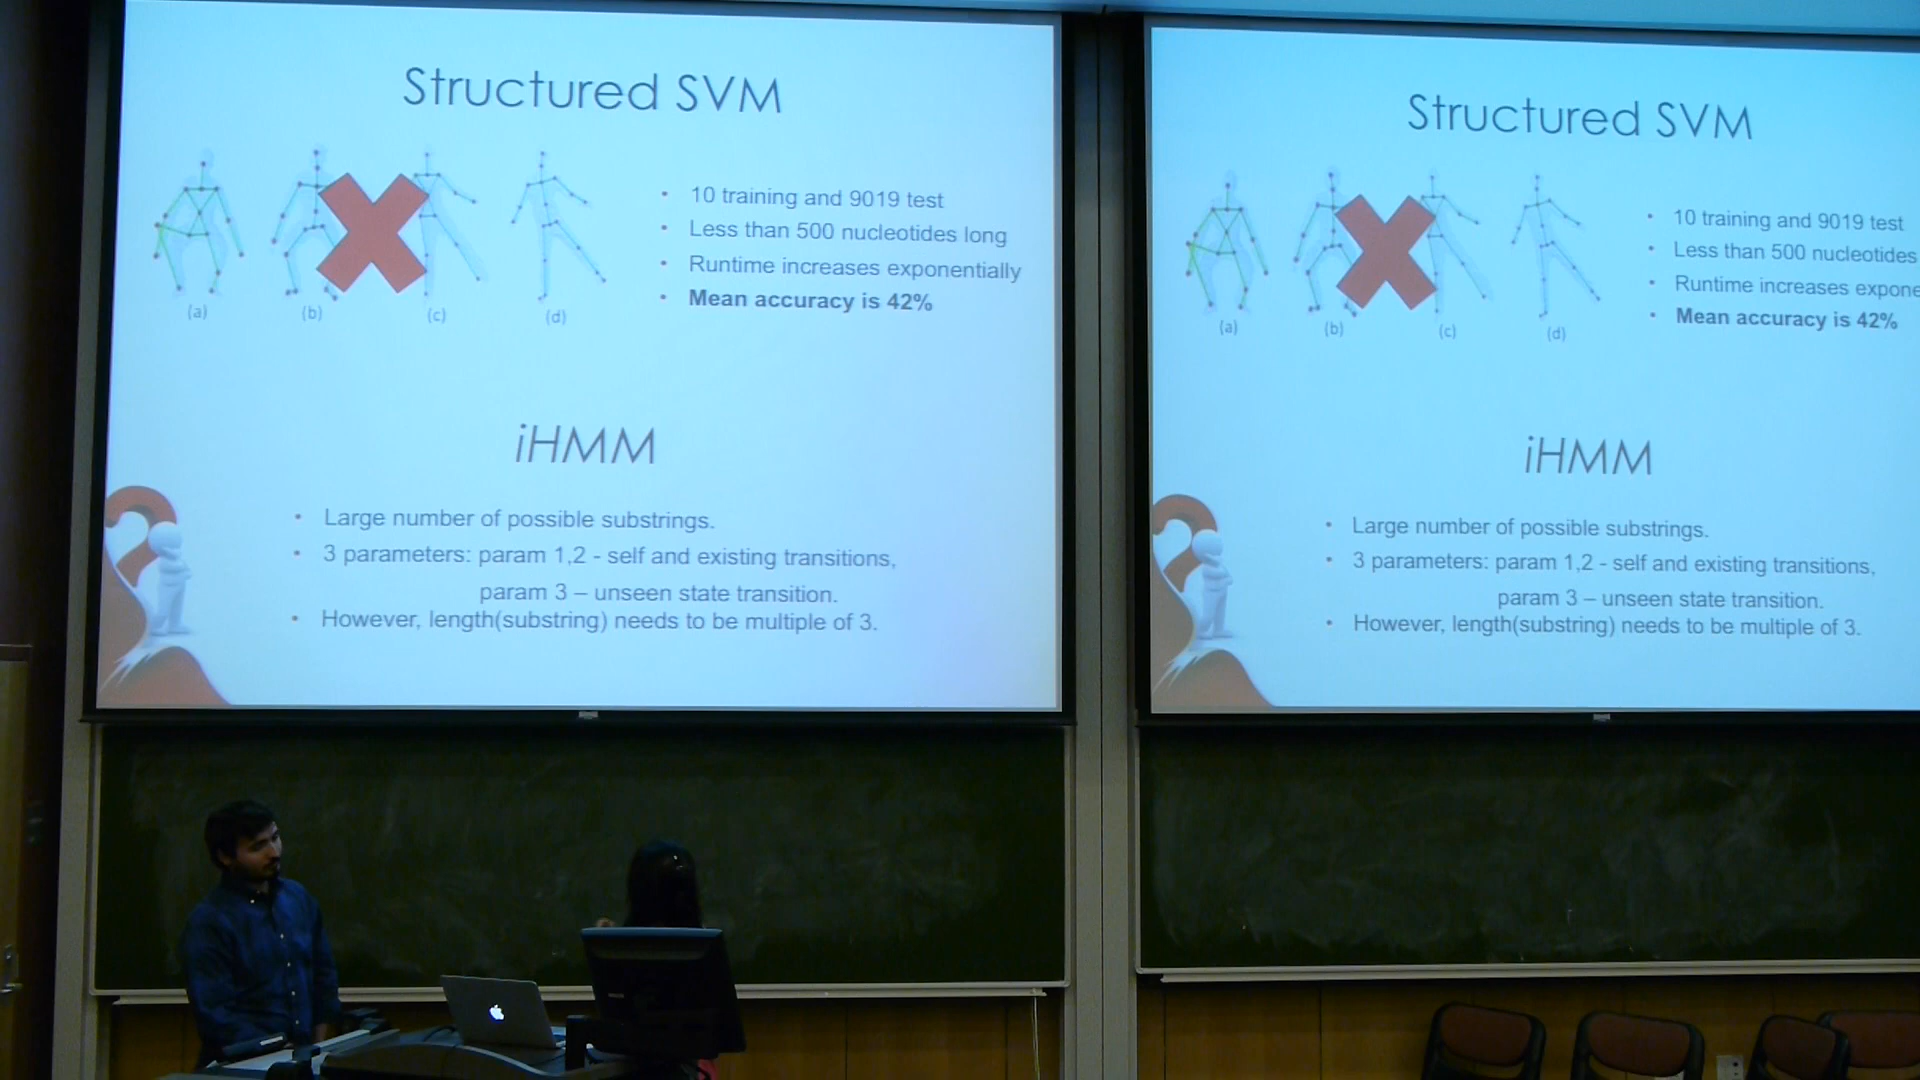 Structured SVM
(a)
(b)
(c)
(d)
• 10 training and 9019 test
• Less than 500 nucleotides long
• Runtime increases exponentially
• Mean accuracy is 42%
iHMM
• Large number of possible substrings.
• 3 parameters: param 1,2 - self and existing transitions,
param 3 – unseen state transition.
• However, length(substring) needs to be multiple of 3.
Structured SVM
(a)
(b)
(c)
(d)
• 10 training and 9019 test
• Less than 500 nucleotides
• Runtime increases expone
• Mean accuracy is 42%
iHMM
• Large number of possible substrings.
• 3 parameters: param 1,2 - self and existing transitions,
param 3 – unseen state transition.
• However, length(substring) needs to be multiple of 3.